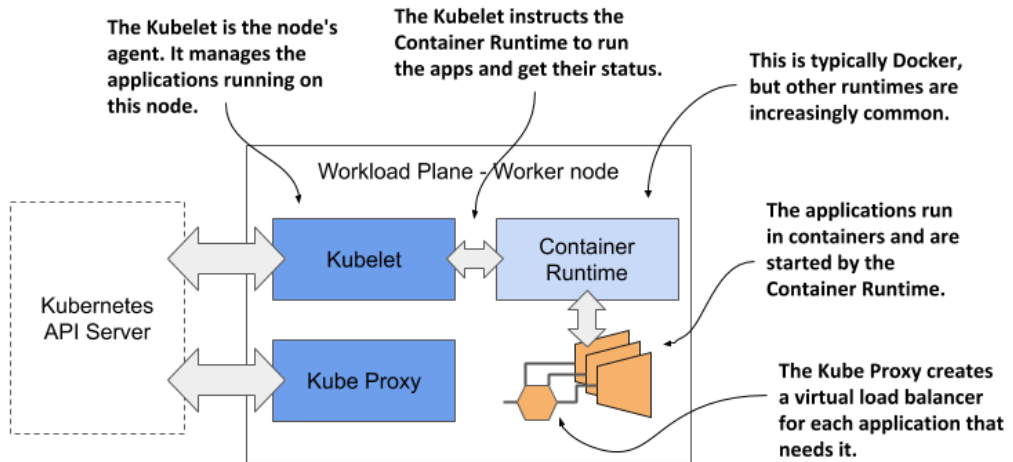 The Kubelet is the node's
agent. It manages the
applications running on
this node.
The Kubelet instructs the
Container Runtime to run
the apps and get their status.
This is typically Docker,
but other runtimes are
increasingly common.
Workload Plane - Worker node
Kubernetes
API Server
Kubelet
Container
Runtime
Kube Proxy
The applications run
in containers and are
started by the
Container Runtime.
The Kube Proxy creates
a virtual load balancer
for each application that
needs it.